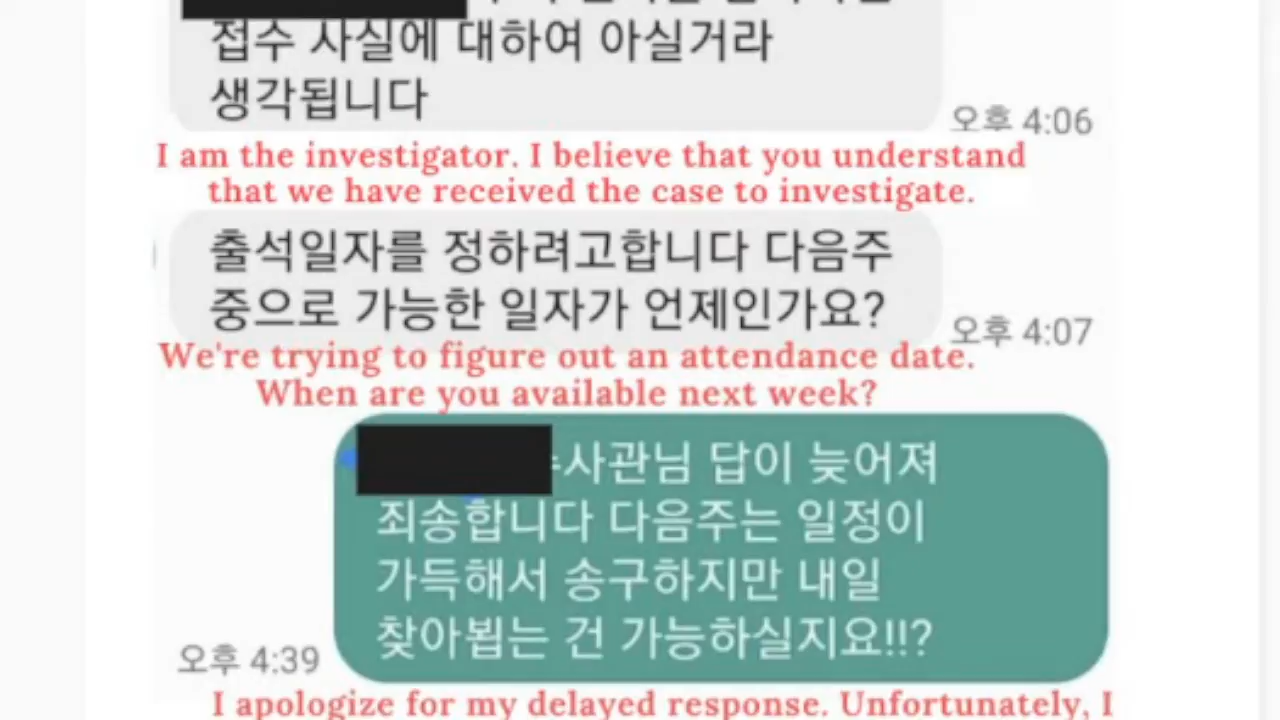 접수 사실에 대하여 아실거라
생각됩니다
오후 4:06
I am the investigator. I believe that you understand
that we have received the case to investigate.
출석일자를 정하려고합니다 다음주
중으로 가능한 일자가 언제인가요?
오후 4:07
We're trying to figure out an attendance date.
When are you available next week?
사관님 답이 늦어져
죄송합니다 다음주는 일정이
가득해서 송구하지만 내일
찾아뵙는 건 가능하실지요!!?
오후 4:39
I apologize for my delayed response. Unfortunately, I